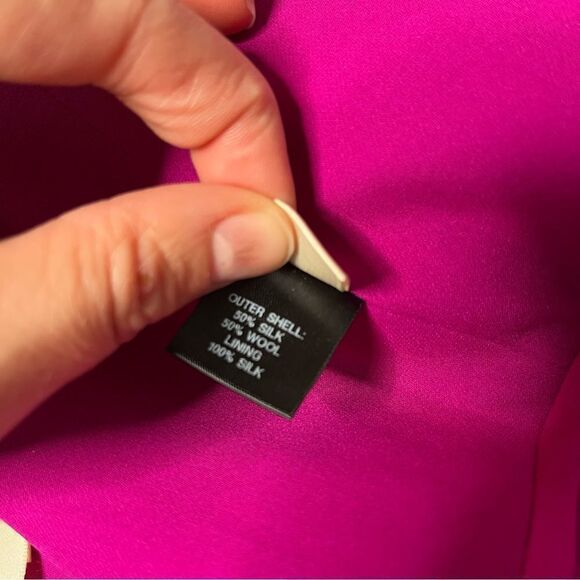 OUTER SHELL:
50% SILK
50% WOOL
LINING
100% SILK